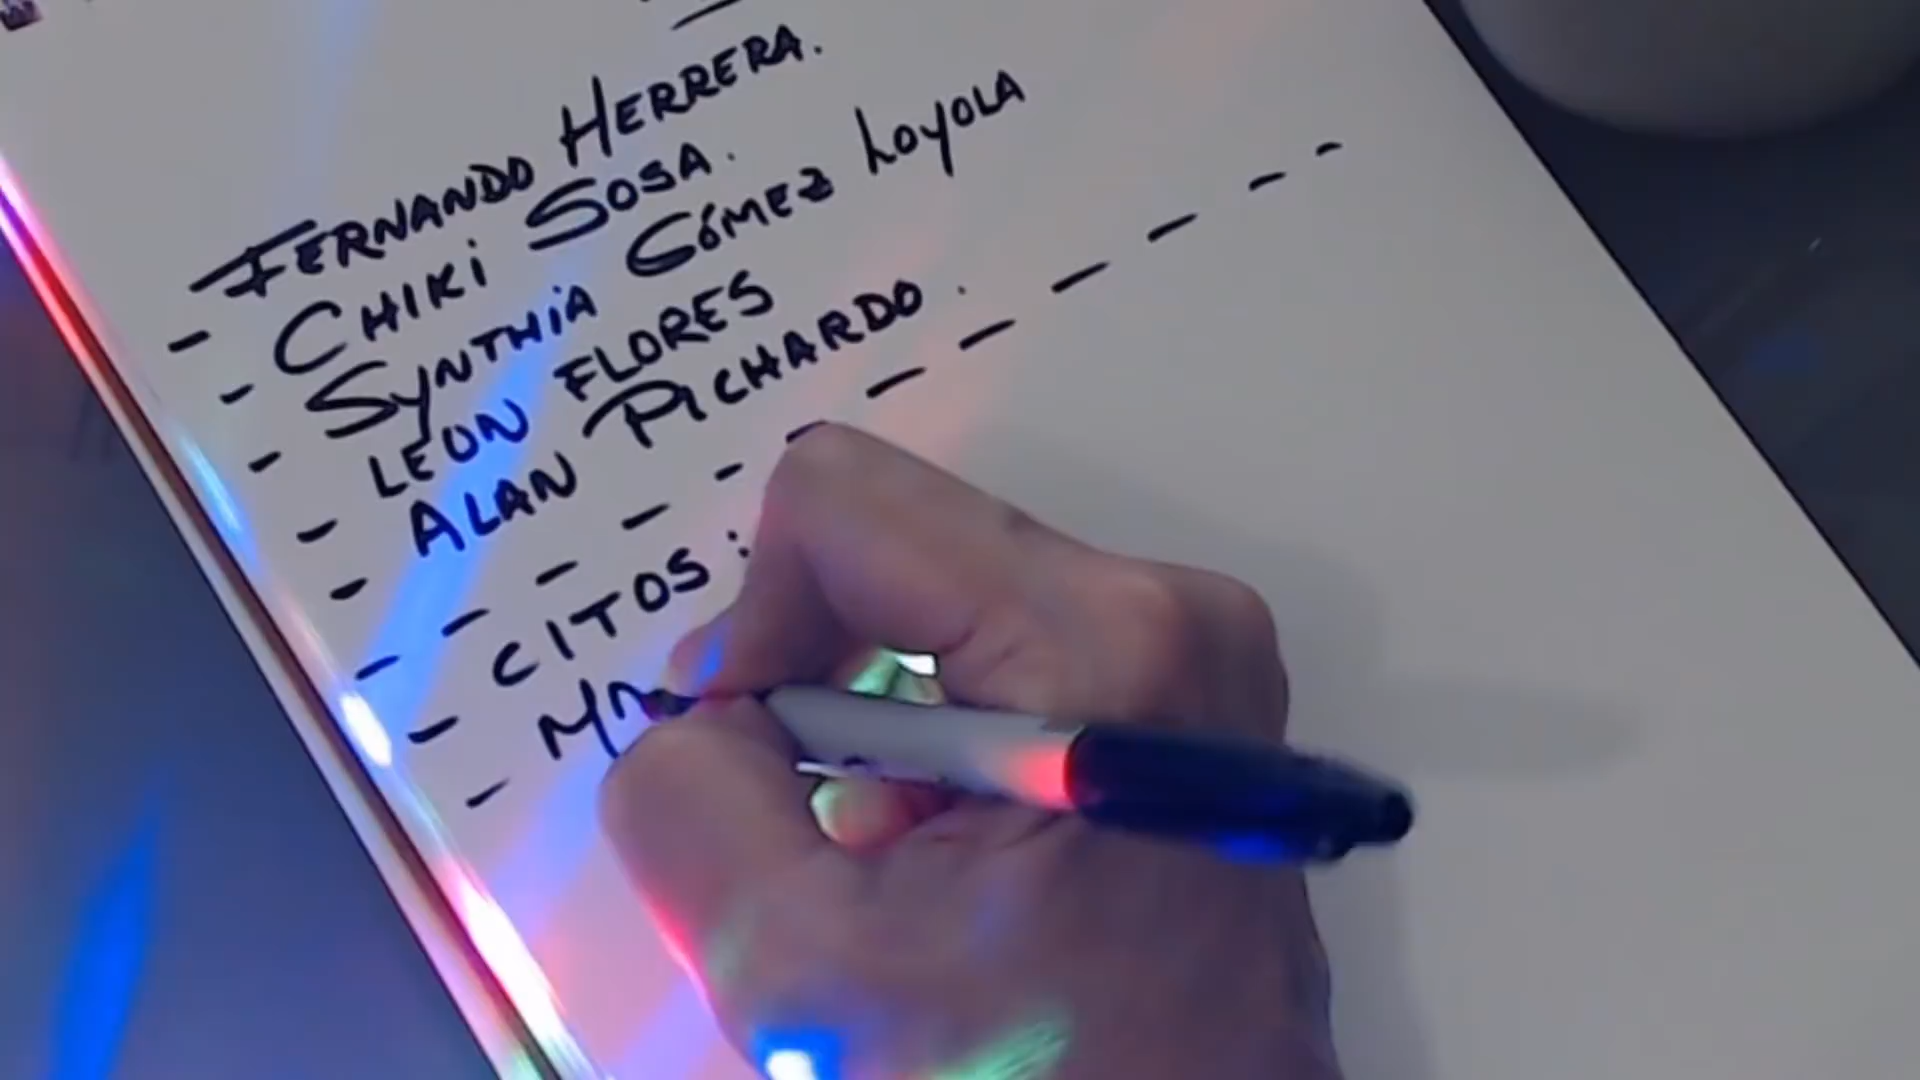 FERNANDO HERRERA.
- CHIKI SOSA.
- SYNTHIA GÓMEZ LOYOLA
- LEON FLORES
- ALAN PICHARDO.
- - - - - - - - - - - -
- CITOS:
-